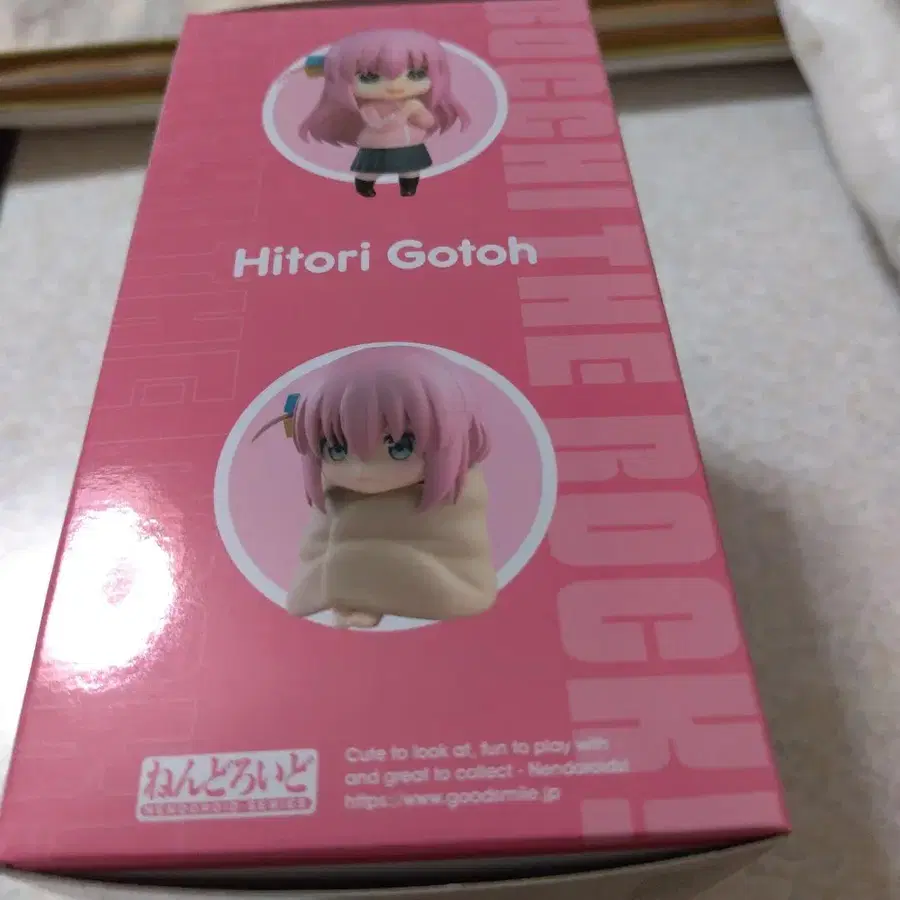 Hitori Gotoh
BOCCHI THE ROCK!
ねんどろいど
NENDOROID SERIES
Cute to look at, fun to play with
and great to collect - Nendoroids!
https://www.goodsmile.jp